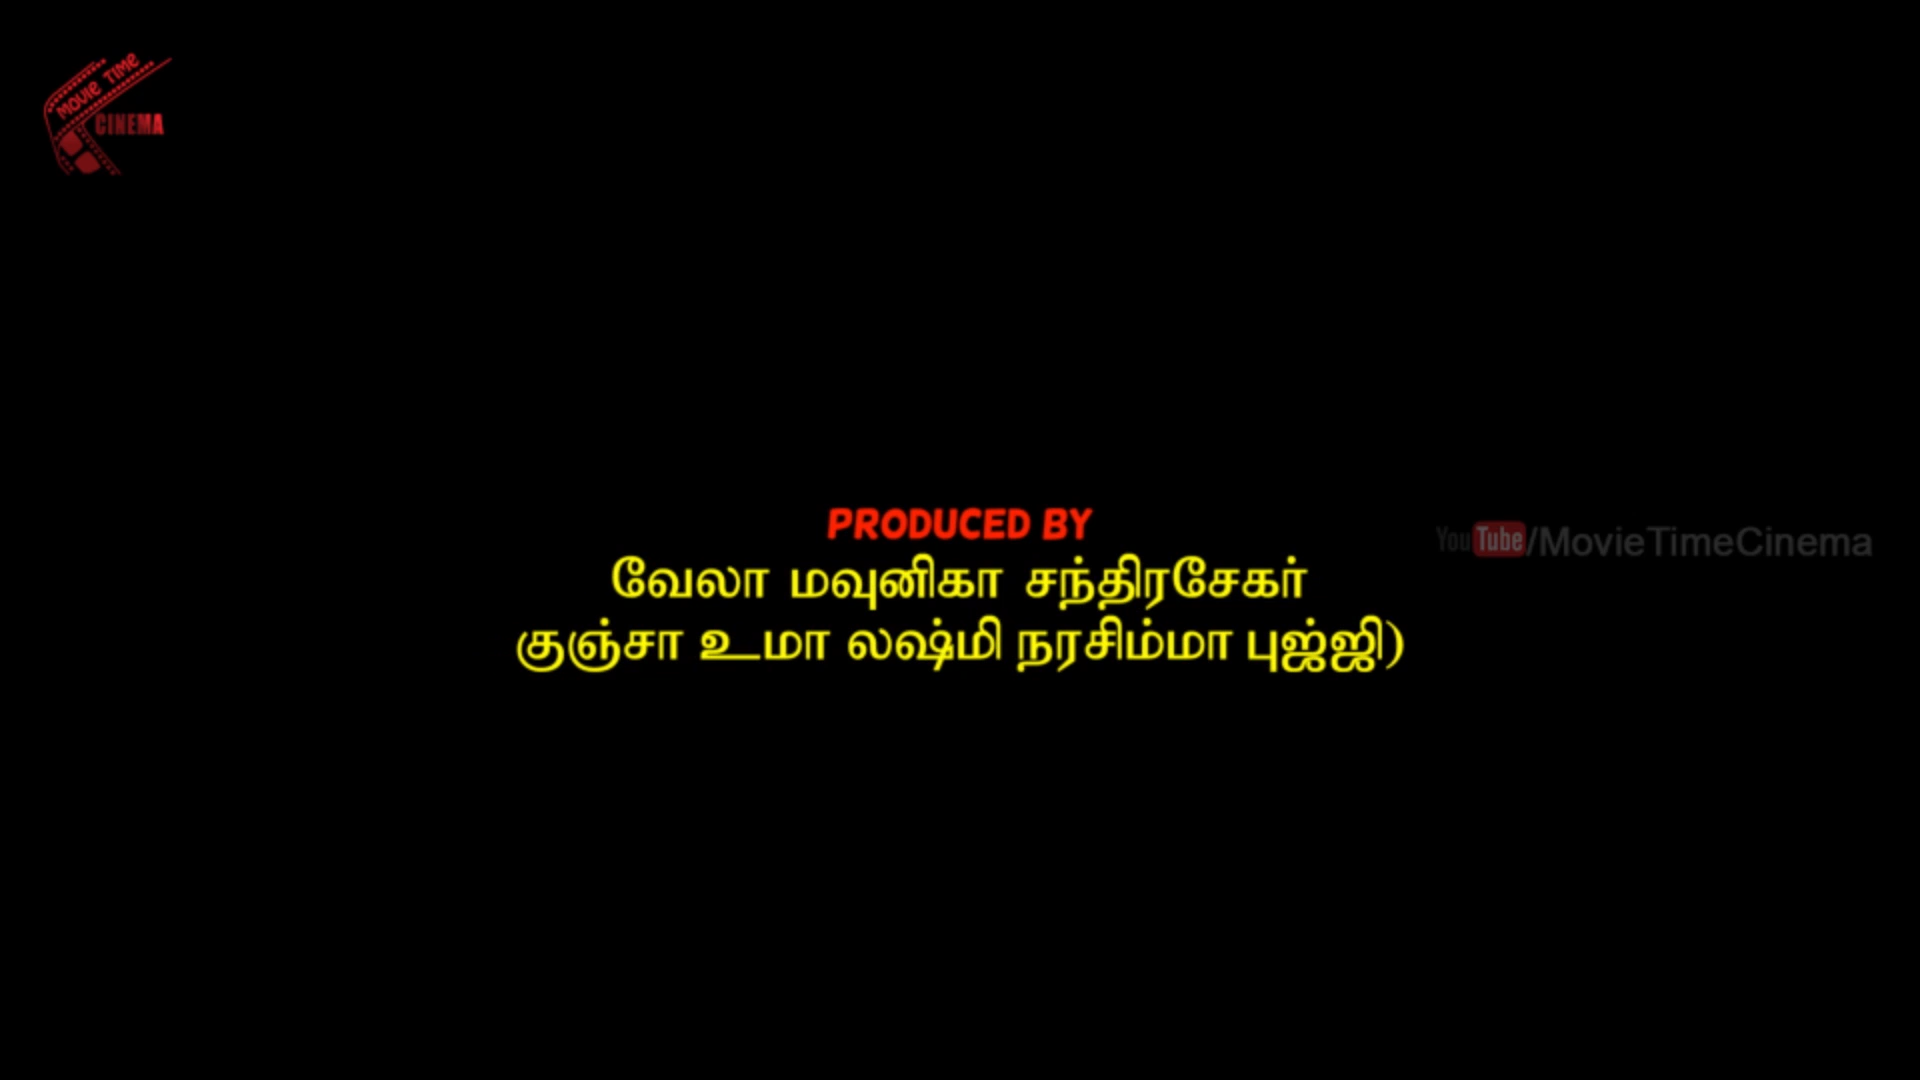 MOVIE TIME
CINEMA
PRODUCED BY
YouTube/MovieTimeCinema
வேலா மவுனிகா சந்திரசேகர்
குஞ்சா உமா லஷ்மி நரசிம்மா புஜ்ஜி)